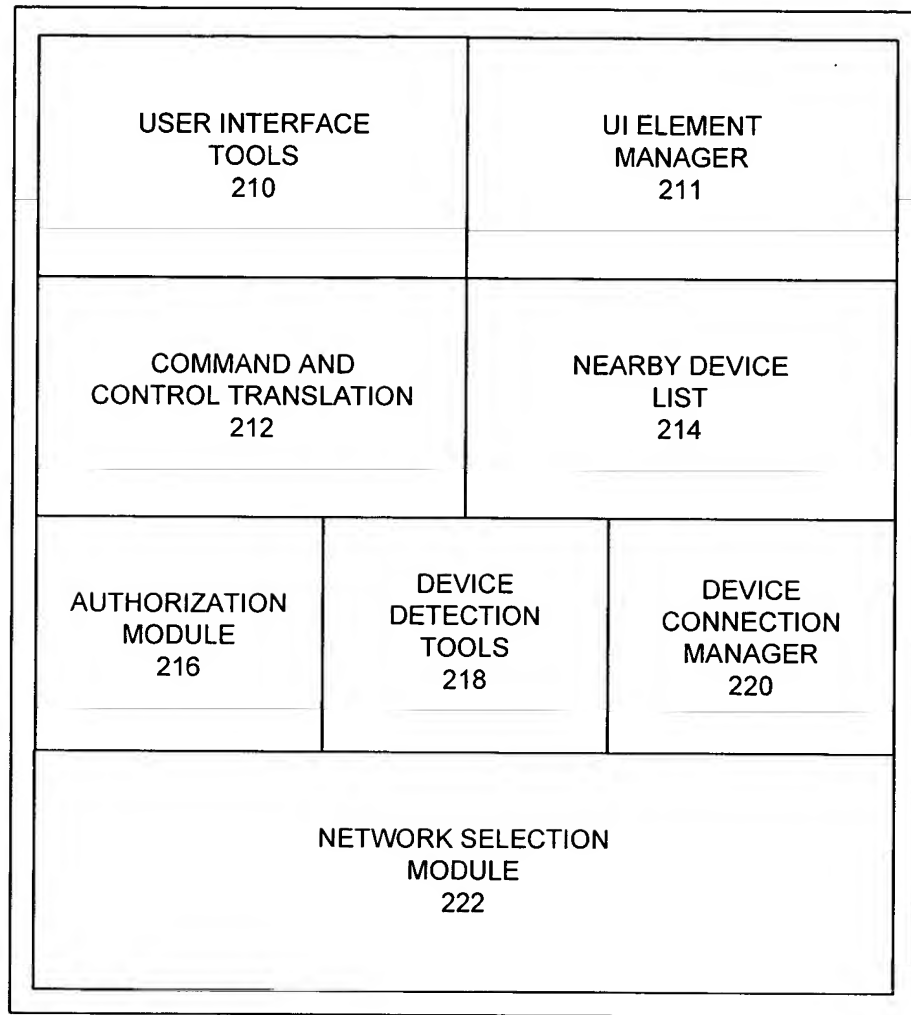 USER INTERFACE
TOOLS
210
UI ELEMENT
MANAGER
211
COMMAND AND
CONTROL TRANSLATION
212
NEARBY DEVICE
LIST
214
AUTHORIZATION
MODULE
216
DEVICE
DETECTION
TOOLS
218
DEVICE
CONNECTION
MANAGER
220
NETWORK SELECTION
MODULE
222